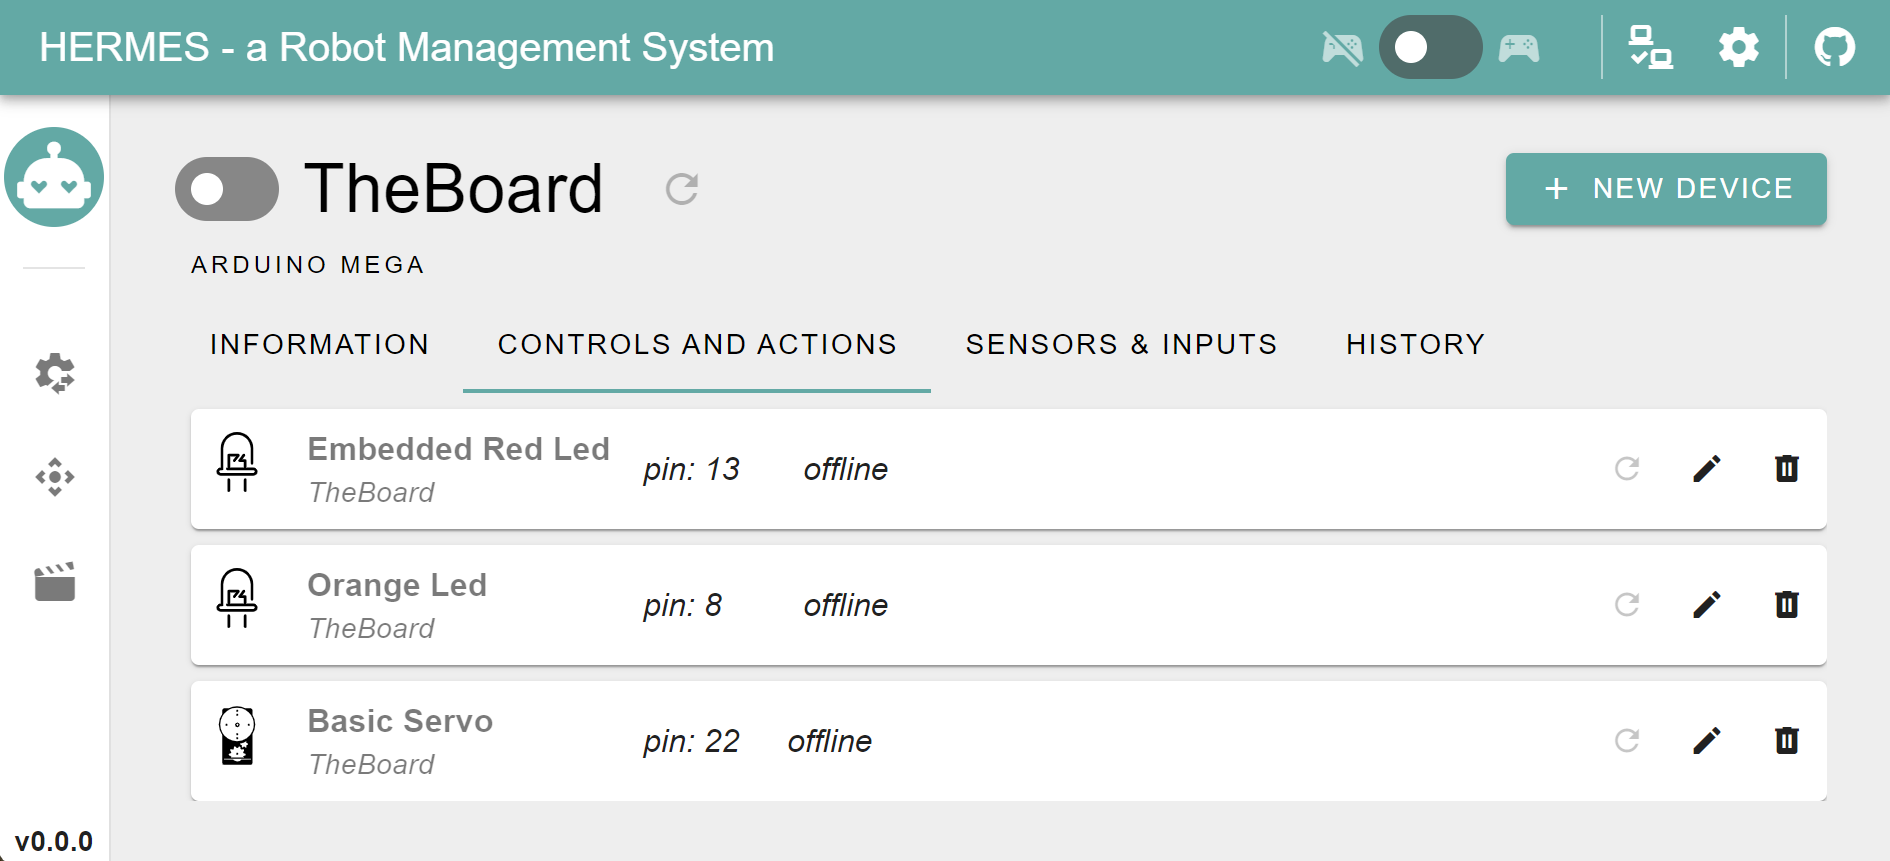 HERMES - a Robot Management System
TheBoard
+ NEW DEVICE
ARDUINO MEGA
INFORMATION
CONTROLS AND ACTIONS
SENSORS & INPUTS
HISTORY
Embedded Red Led
TheBoard
pin: 13
offline
Orange Led
TheBoard
pin: 8
offline
Basic Servo
TheBoard
pin: 22
offline
v0.0.0